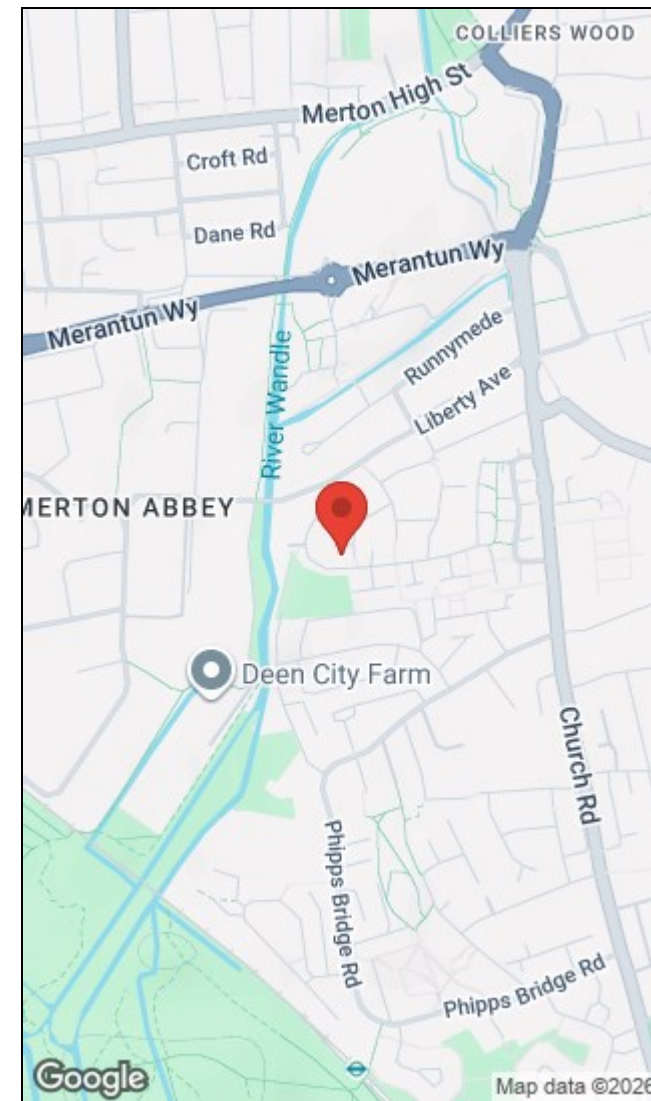 COLLIERS WOOD
Merton High St
Croft Rd
Dane Rd
Merantun Wy
Merantun Wy
River Wandle
Runnymede
Liberty Ave
MERTON ABBEY
Deen City Farm
Church Rd
Phipps Bridge Rd
Phipps Bridge Rd
Google
Map data ©2026